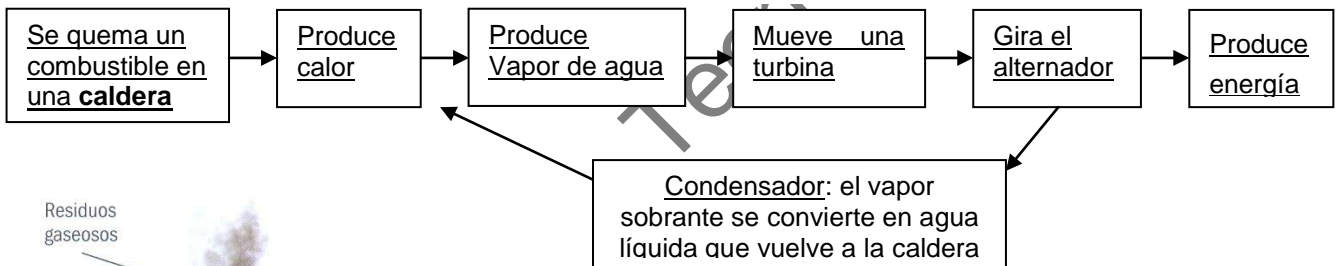 Se quema un
combustible en
una caldera
Produce
calor
Produce
Vapor de agua
Mueve una
turbina
Gira el
alternador
Produce
energía
Condensador: el vapor
sobrante se convierte en agua
líquida que vuelve a la caldera
Residuos
gaseosos